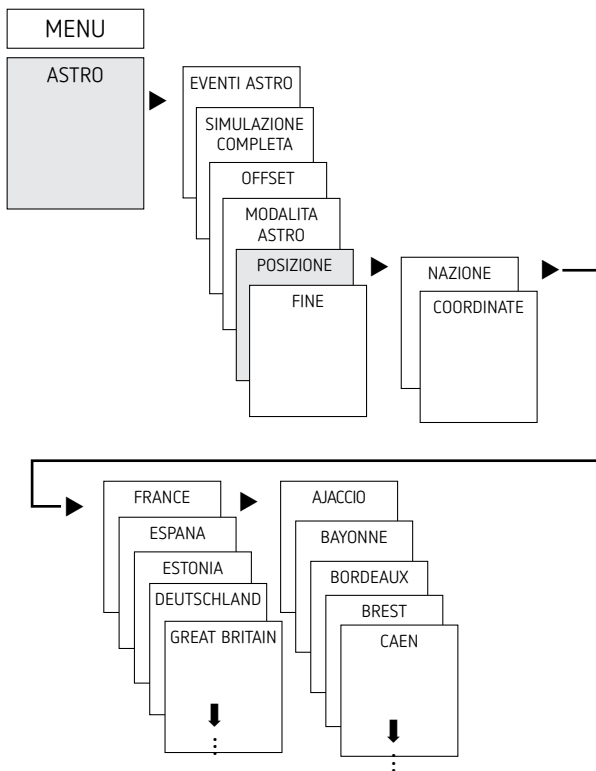 MENU
ASTRO
EVENTI ASTRO
SIMULAZIONE
COMPLETA
OFFSET
MODALITA
ASTRO
POSIZIONE
FINE
NAZIONE
COORDINATE
FRANCE
ESPANA
ESTONIA
DEUTSCHLAND
GREAT BRITAIN
AJACCIO
BAYONNE
BORDEAUX
BREST
CAEN